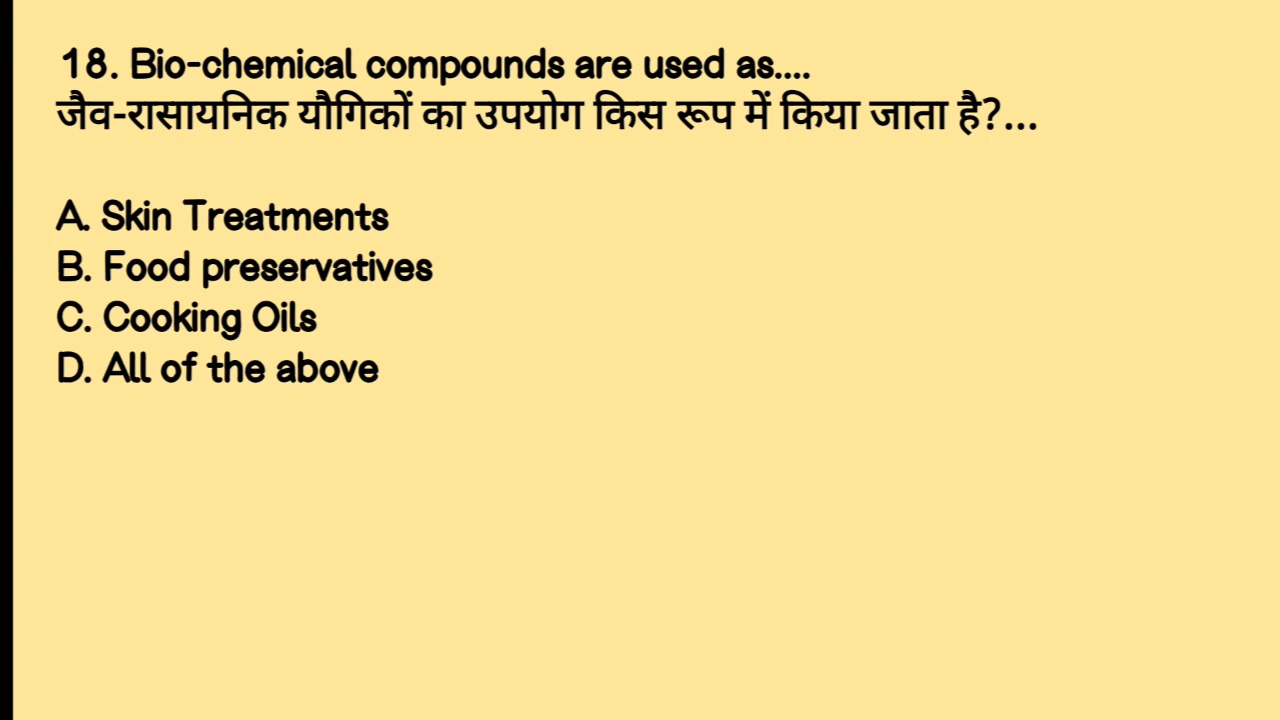 18. Bio-chemical compounds are used as....
जैव-रासायनिक यौगिकों का उपयोग किस रूप में किया जाता है?...
A. Skin Treatments
B. Food preservatives
C. Cooking Oils
D. All of the above